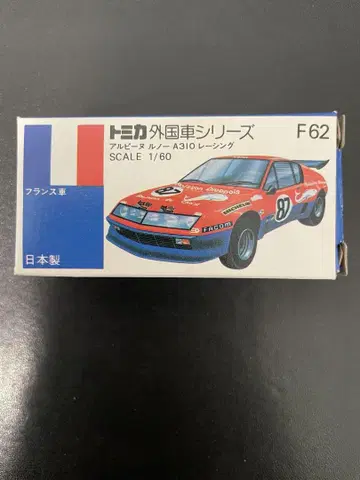 トミカ 外国車シリーズ F62
アルピーヌ ルノー A310 レーシング
SCALE 1/60
フランス車
日本製
87
MICHELIN
FACOM
87